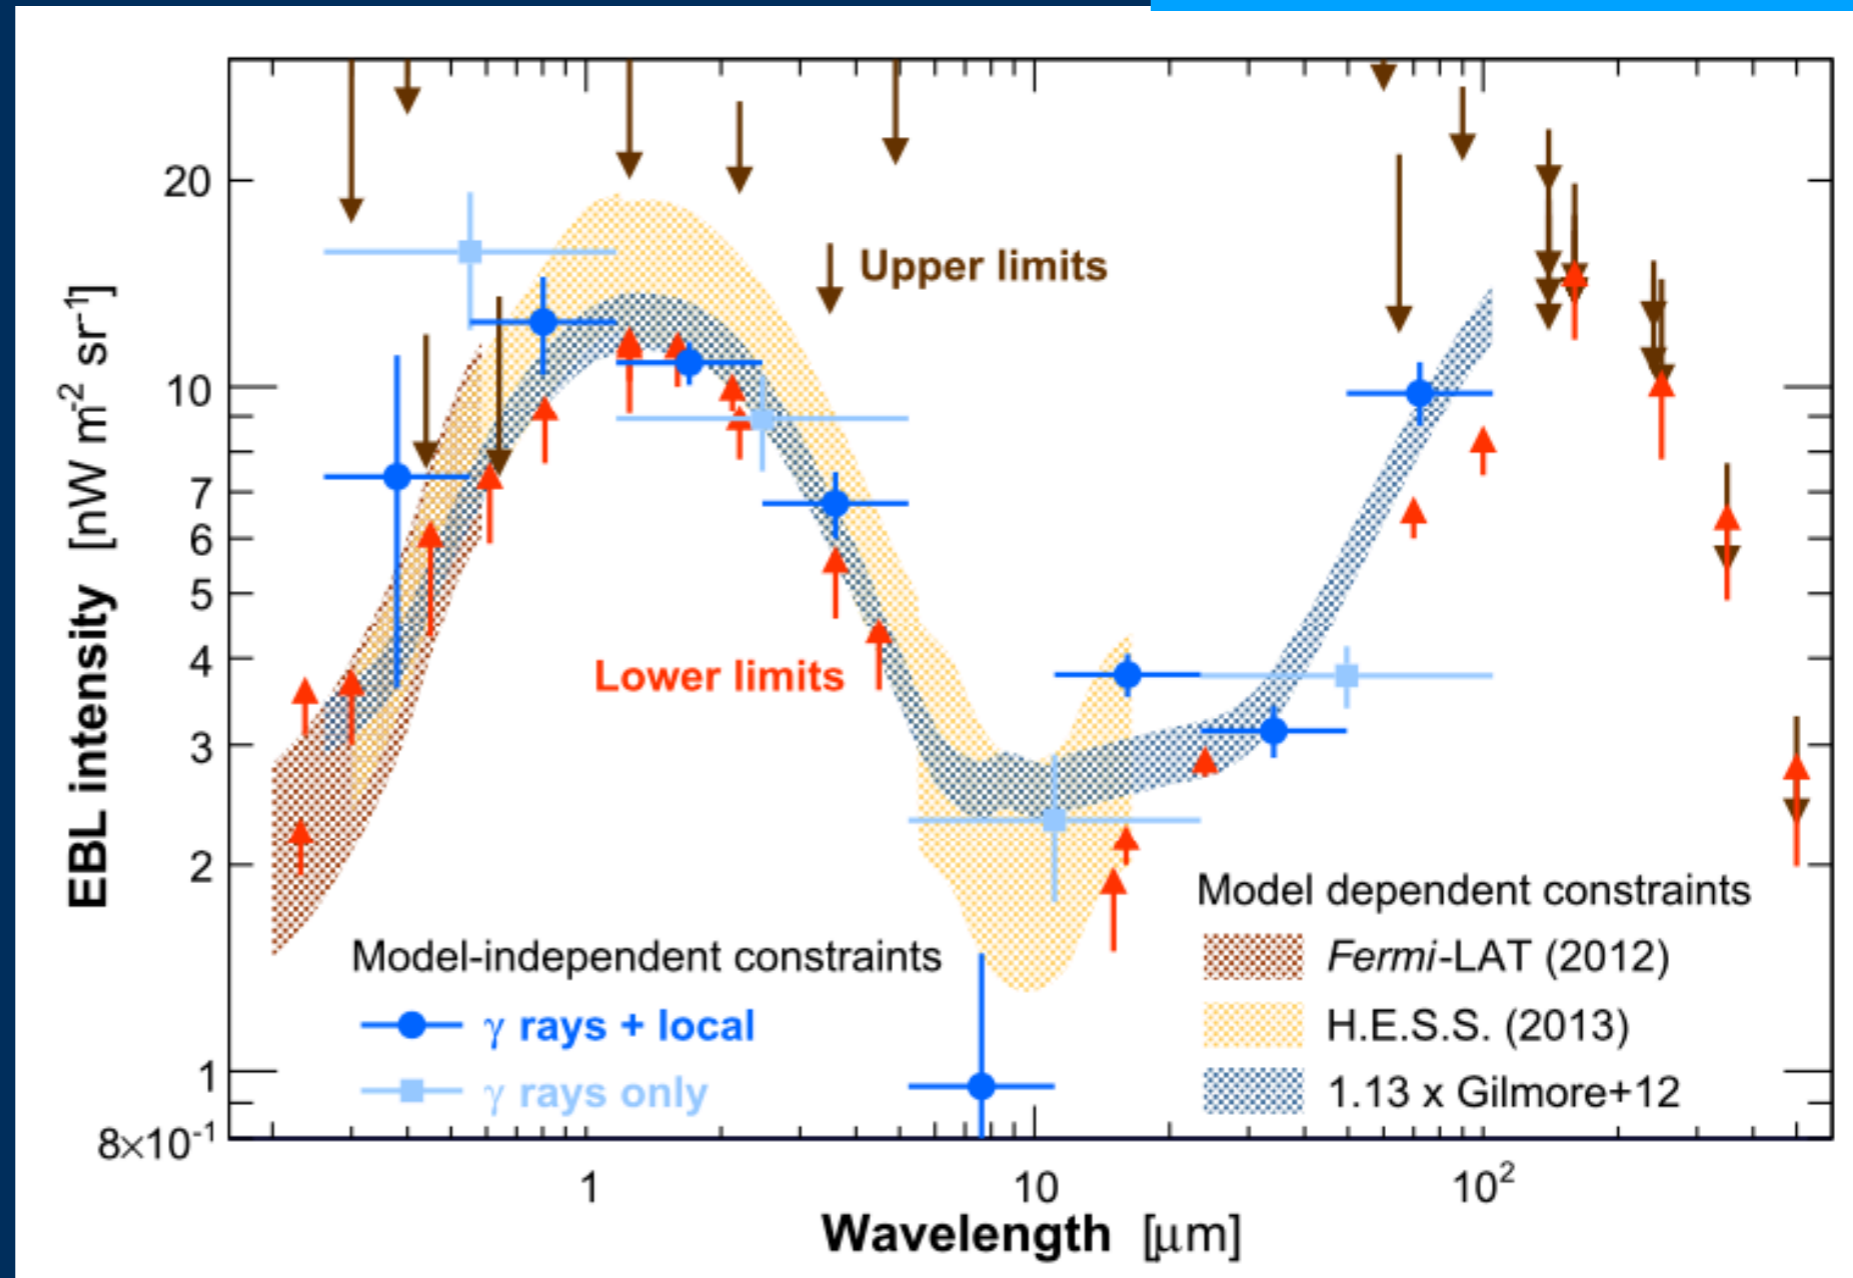 20
10
7
6
5
4
3
2
1
8×10⁻¹
EBL intensity [nW m⁻² sr⁻¹]
Upper limits
Lower limits
Model-independent constraints
γ rays + local
γ rays only
Model dependent constraints
Fermi-LAT (2012)
H.E.S.S. (2013)
1.13 x Gilmore+12
1 10 10²
Wavelength [μm]